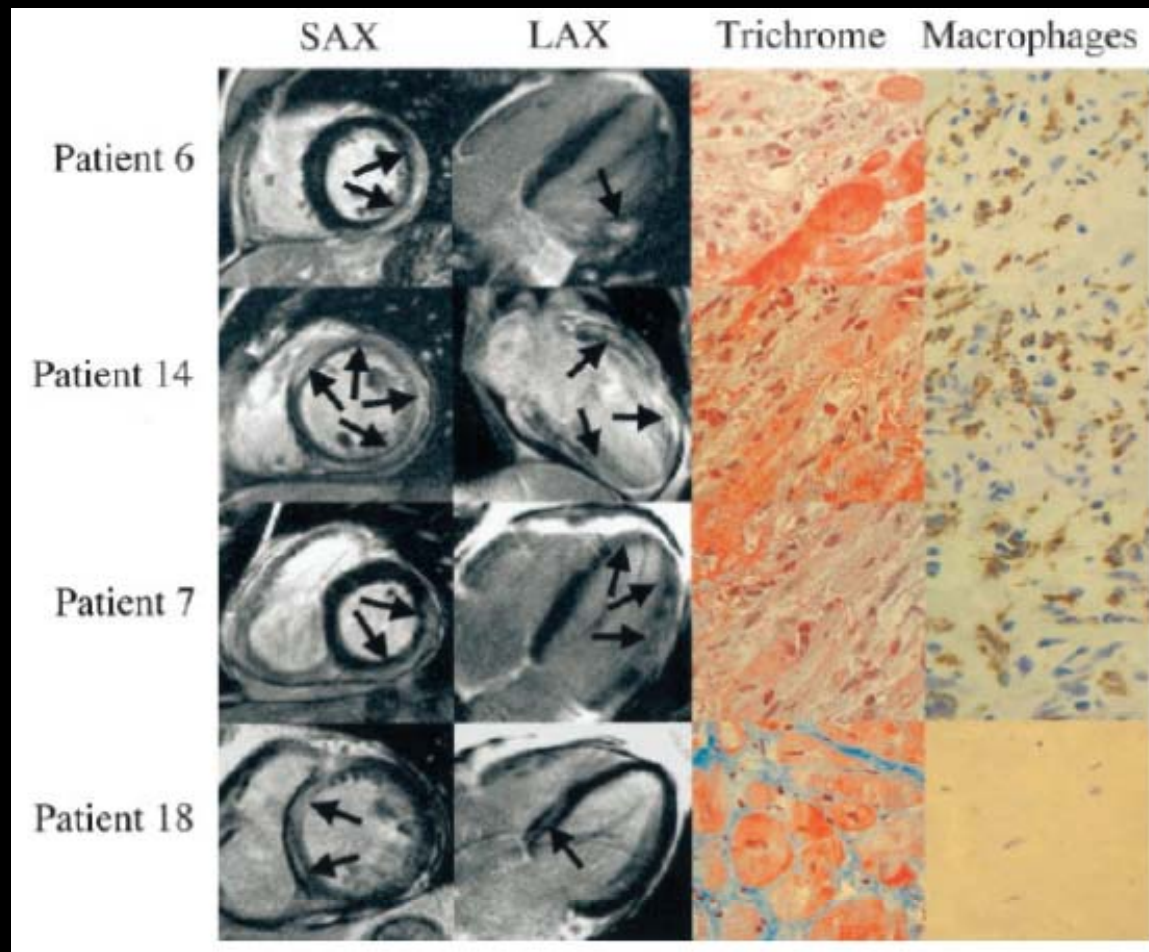 SAX LAX Trichrome Macrophages
Patient 6
Patient 14
Patient 7
Patient 18